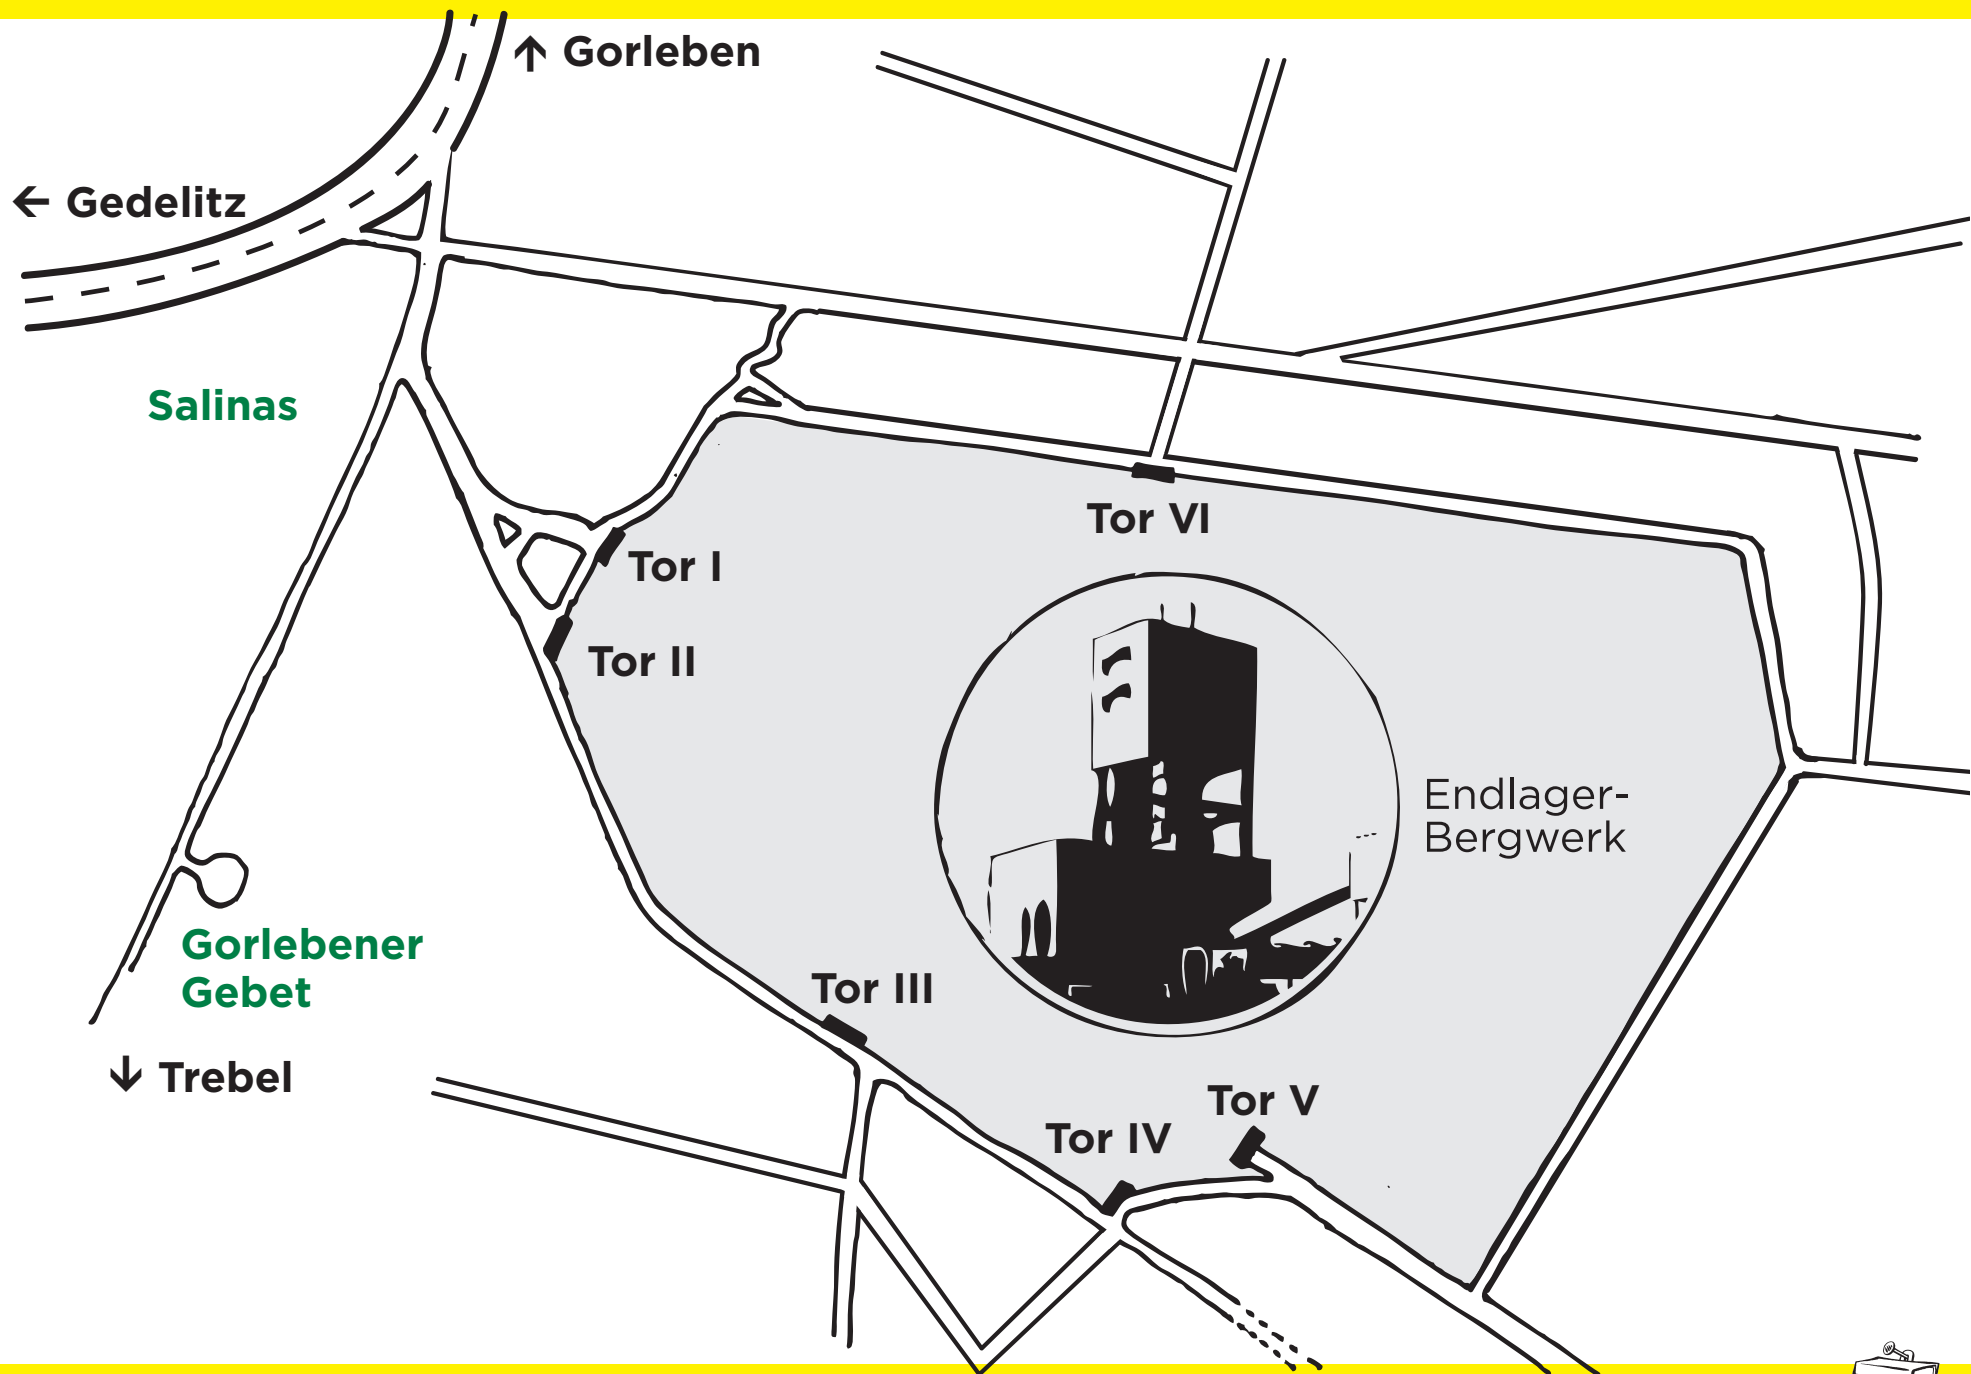 ↑ Gorleben
← Gedelitz
Salinas
Tor VI
Tor I
Tor II
Endlager-
Bergwerk
Gorlebener
Gebet
Tor III
↓ Trebel
Tor V
Tor IV